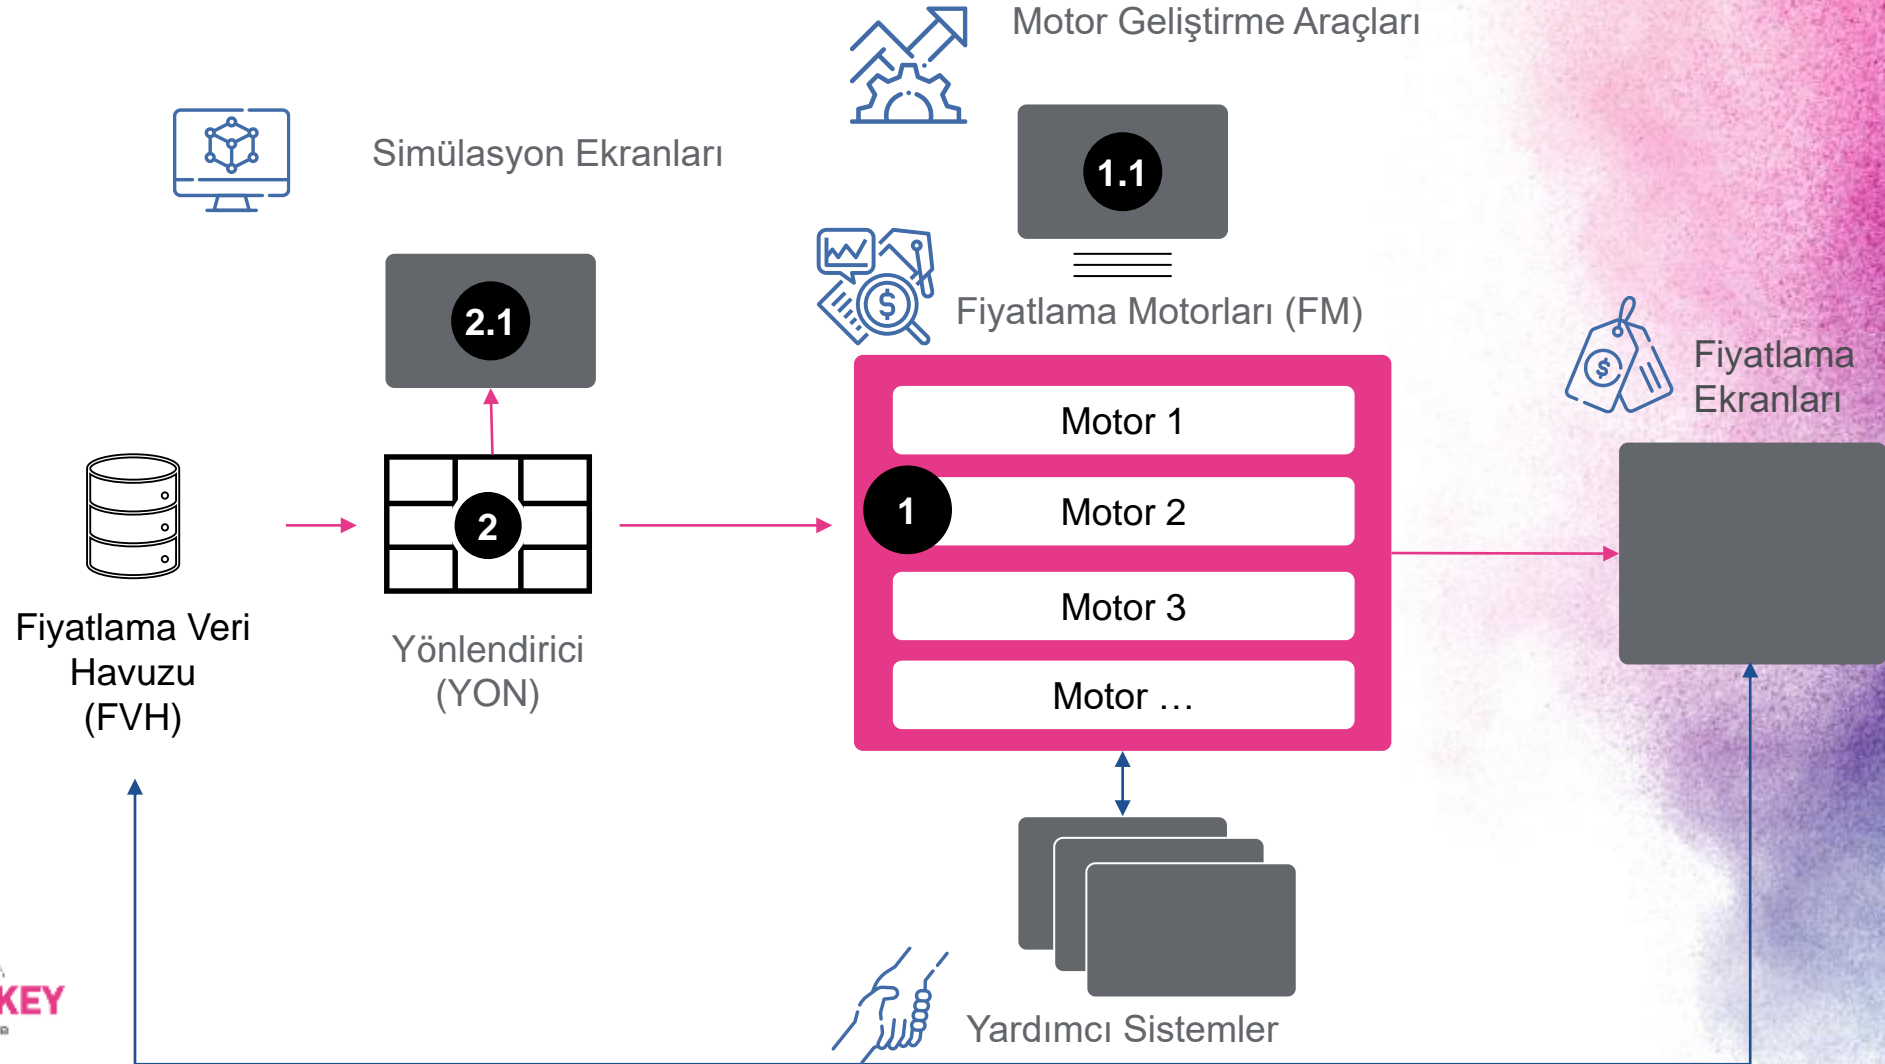 Motor Geliştirme Araçları
Simülasyon Ekranları
1.1
2.1
Fiyatlama Motorları (FM)
Fiyatlama
Ekranları
Motor 1
1
Motor 2
2
Motor 3
Motor …
Fiyatlama Veri
Havuzu
(FVH)
Yönlendirici
(YON)
$
$
KEY
Yardımcı Sistemler